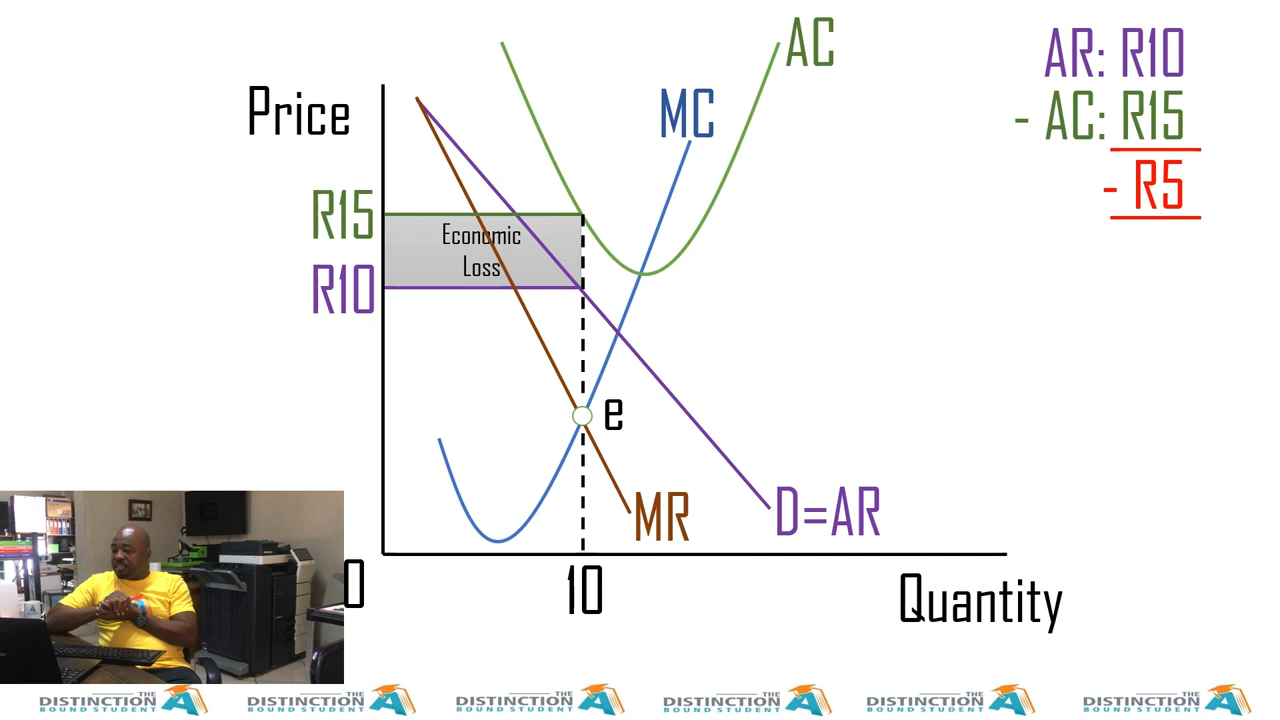 AC
AR: R10
Price
MC
- AC: R15
- R5
R15
Economic
Loss
R10
e
MR
D=AR
0
10
Quantity
THE
DISTINCTION
BOUND STUDENT
THE
DISTINCTION
BOUND STUDENT
THE
DISTINCTION
BOUND STUDENT
THE
DISTINCTION
BOUND STUDENT
THE
DISTINCTION
BOUND STUDENT
THE
DISTINCTION
BOUND STUDENT